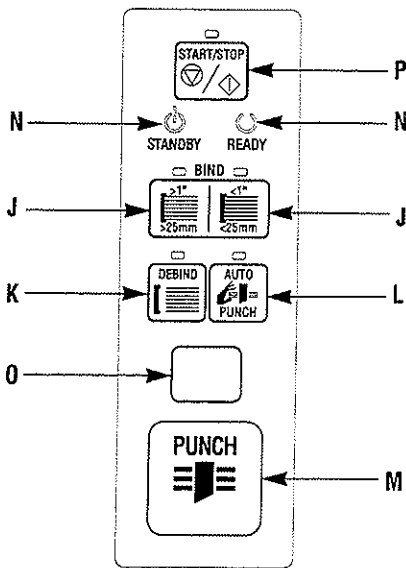 START/STOP
P
N
N
STANDBY READY
BIND
>1" <1"
J
J
>25mm <25mm
DEBIND AUTO
K
L
PUNCH
O
PUNCH
M